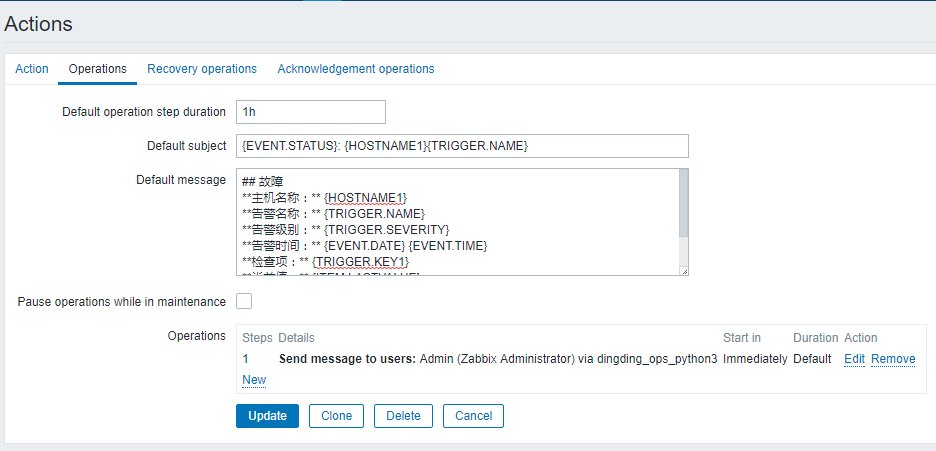 Actions
Action Operations Recovery operations Acknowledgement operations
Default operation step duration 1h
Default subject {EVENT.STATUS}: {HOSTNAME1}{TRIGGER.NAME}
Default message ## 故障
**主机名称：** {HOSTNAME1}
**告警名称：** {TRIGGER.NAME}
**告警级别：** {TRIGGER.SEVERITY}
**告警时间：** {EVENT.DATE} {EVENT.TIME}
**检查项：** {TRIGGER.KEY1}
Pause operations while in maintenance
Operations Steps Details Start in Duration Action
1 Send message to users: Admin (Zabbix Administrator) via dingding_ops_python3 Immediately Default Edit Remove
New
Update Clone Delete Cancel